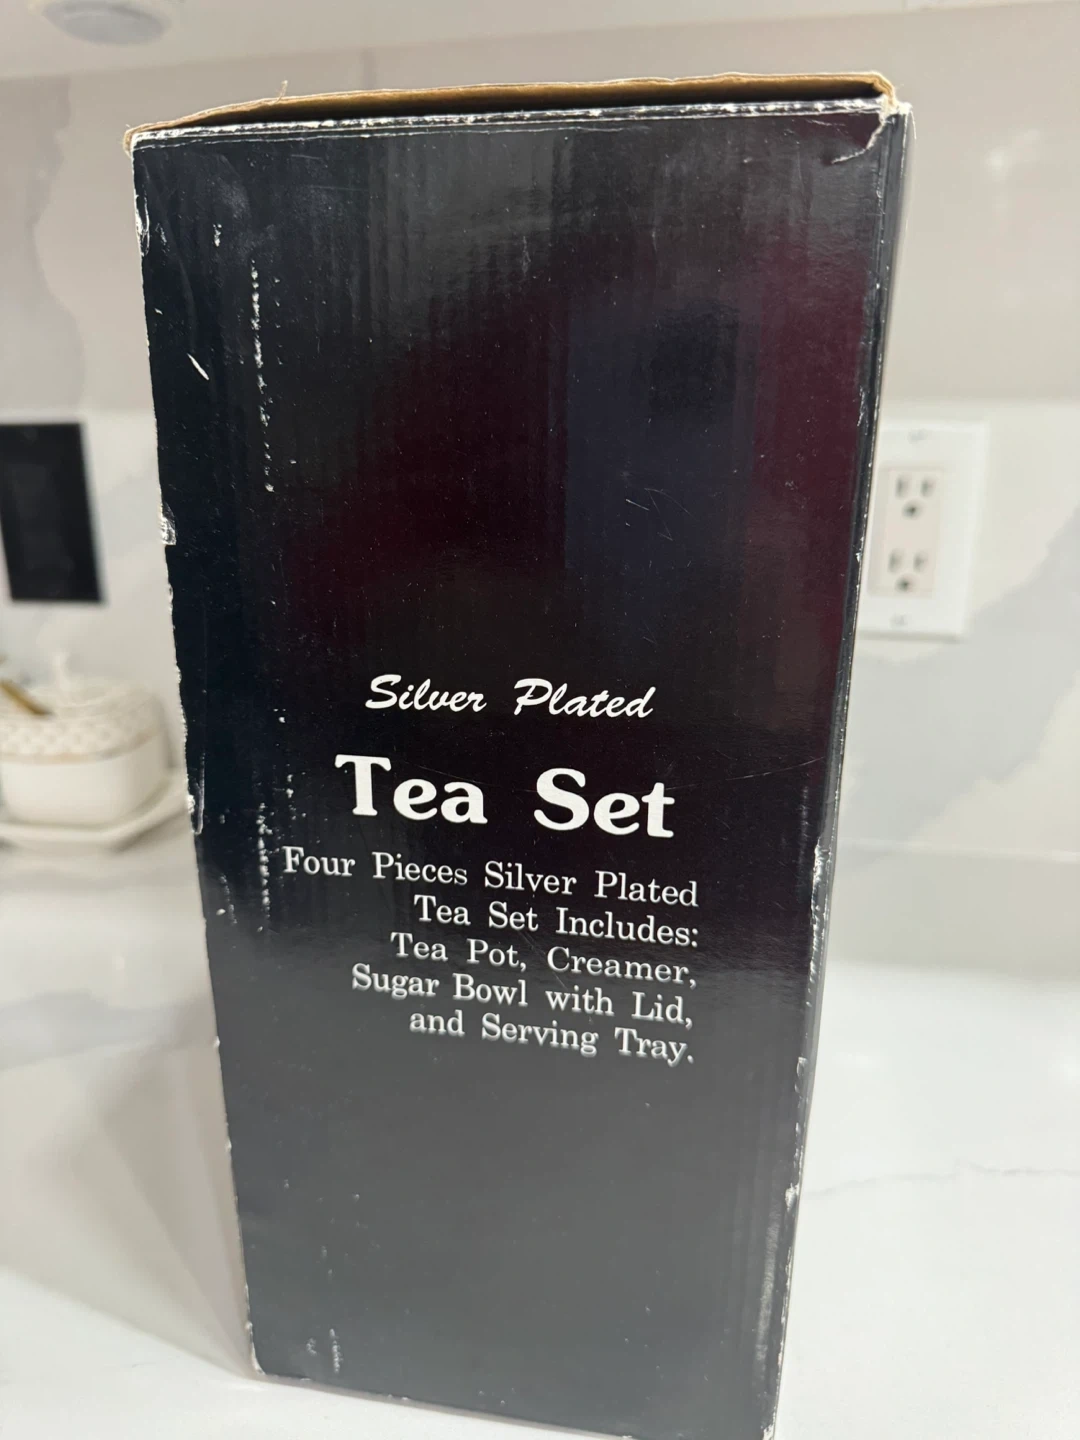 Silver Plated
Tea Set
Four Pieces Silver Plated
Tea Set Includes:
Tea Pot, Creamer,
Sugar Bowl with Lid,
and Serving Tray.